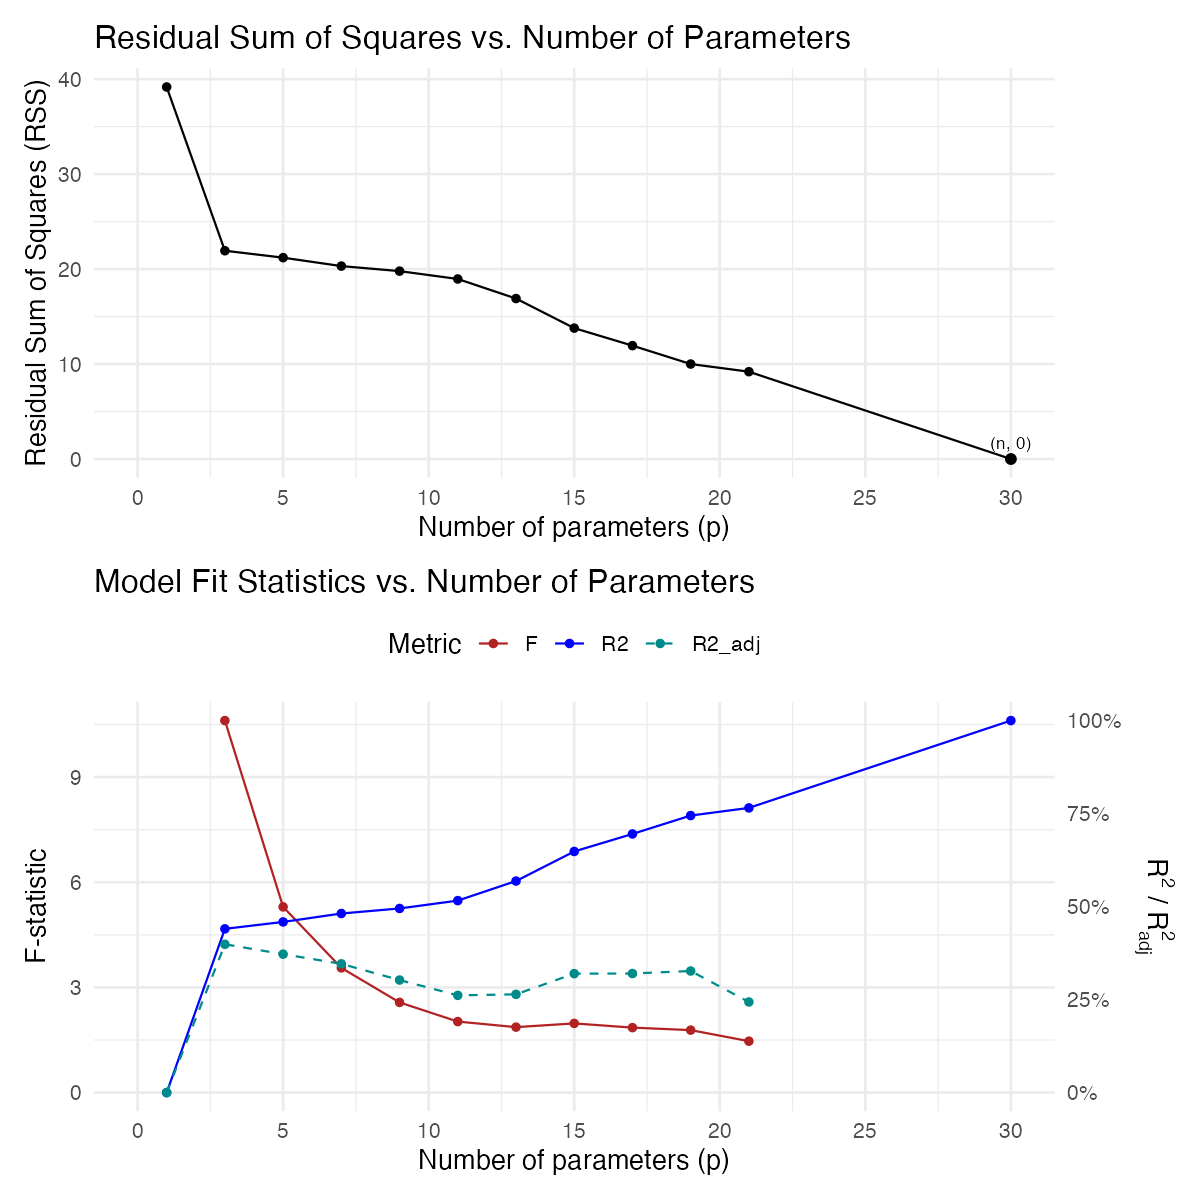 Residual Sum of Squares vs. Number of Parameters
Residual Sum of Squares (RSS)
40
30
20
10
0
(n, 0)
0 5 10 15 20 25 30
Number of parameters (p)
Model Fit Statistics vs. Number of Parameters
Metric F R2 R2_adj
F-statistic
9
6
3
0
100%
75%
50%
25%
0%
R² / R²adj
0 5 10 15 20 25 30
Number of parameters (p)